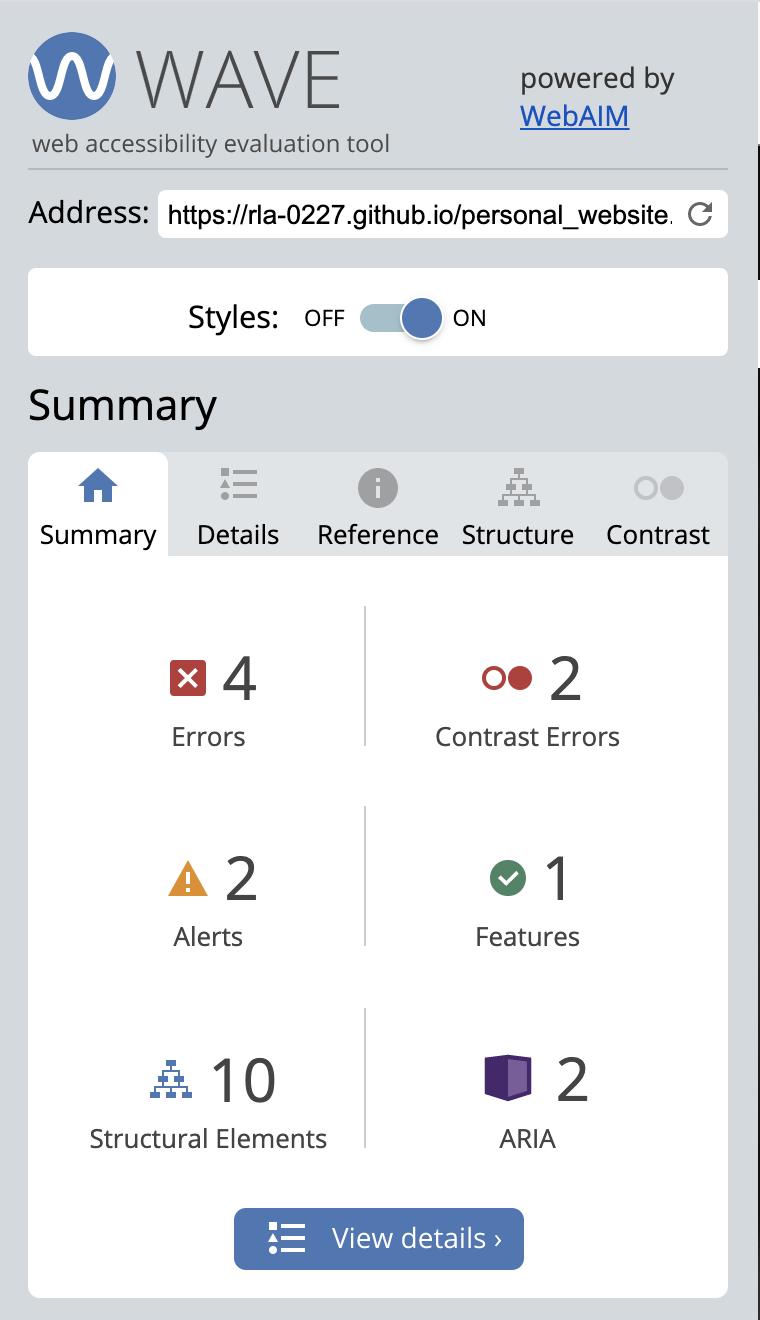 WAVE
powered by
WebAIM
web accessibility evaluation tool
Address: https://rla-0227.github.io/personal_website.
Styles: OFF ON
Summary
Summary Details Reference Structure Contrast
4 2
Errors Contrast Errors
2 1
Alerts Features
10 2
Structural Elements ARIA
View details ›